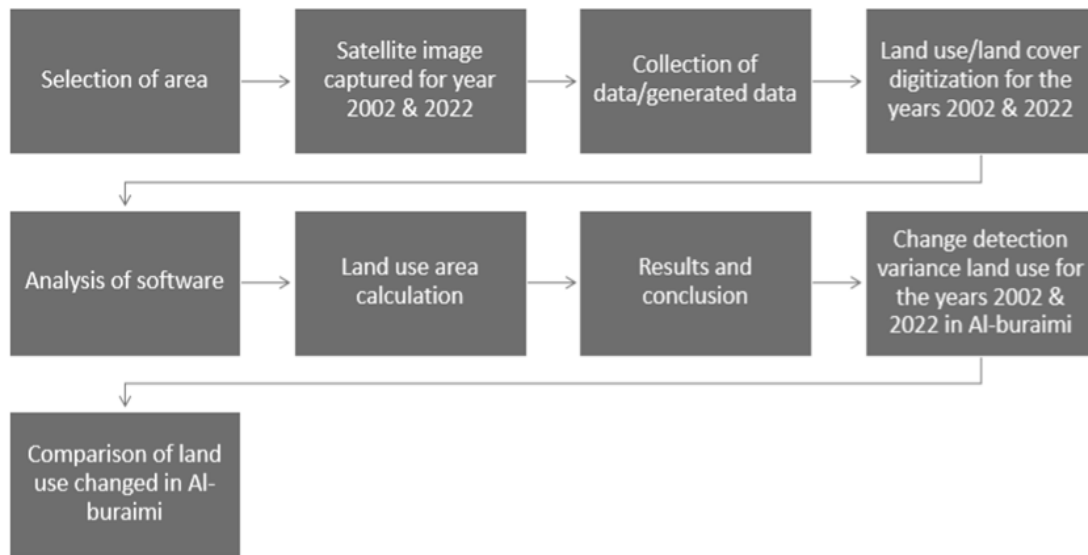 Selection of area
Satellite image
captured for year
2002 & 2022
Collection of
data/generated data
Land use/land cover
digitization for the
years 2002 & 2022
Analysis of software
Land use area
calculation
Results and
conclusion
Change detection
variance land use for
the years 2002 &
2022 in Al-buraimi
Comparison of land
use changed in Al-
buraimi